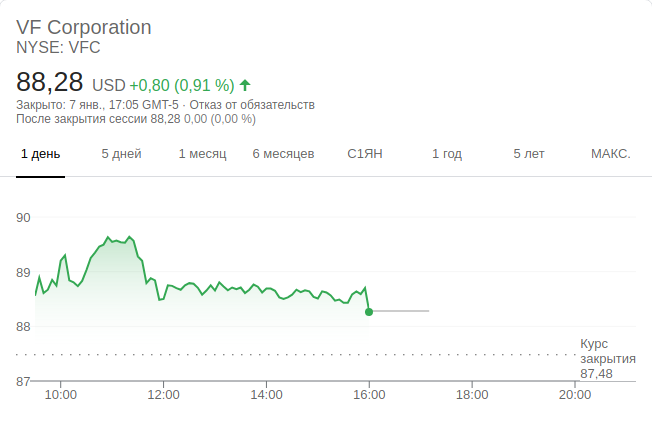 VF Corporation
NYSE: VFC
88,28 USD +0,80 (0,91 %)
Закрыто: 7 янв., 17:05 GMT-5 · Отказ от обязательств
После закрытия сессии 88,28 0,00 (0,00 %)
1 день 5 дней 1 месяц 6 месяцев С1ЯН 1 год 5 лет МАКС.
90
89
88
Курс
закрытия
87,48
87
10:00 12:00 14:00 16:00 18:00 20:00